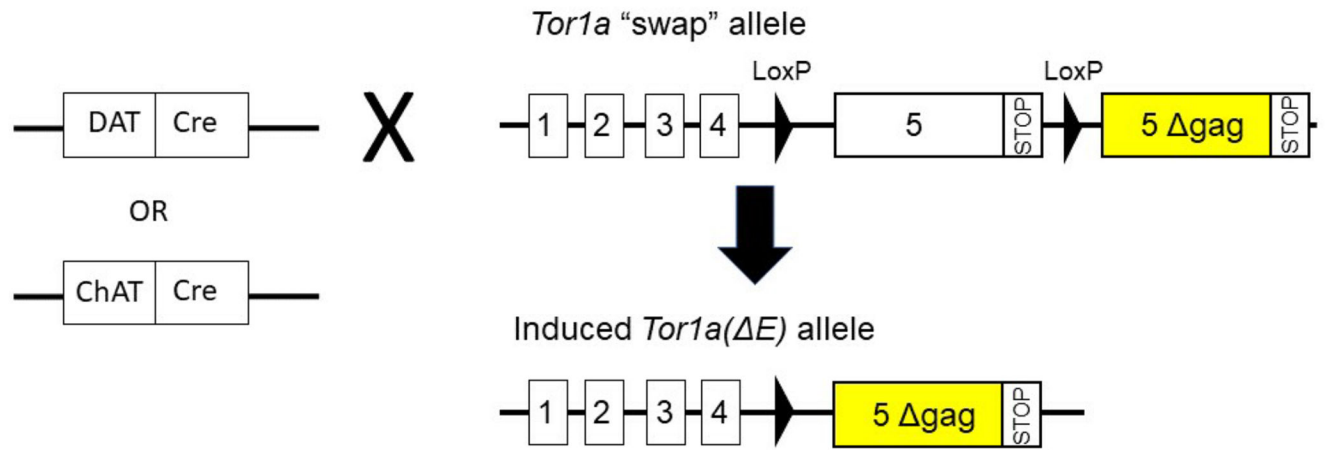 Tor1a “swap” allele
LoxP LoxP
DAT Cre X 1 2 3 4 5 STOP 5 Δgag STOP
OR
ChAT Cre
Induced Tor1a(ΔE) allele
1 2 3 4 5 Δgag STOP